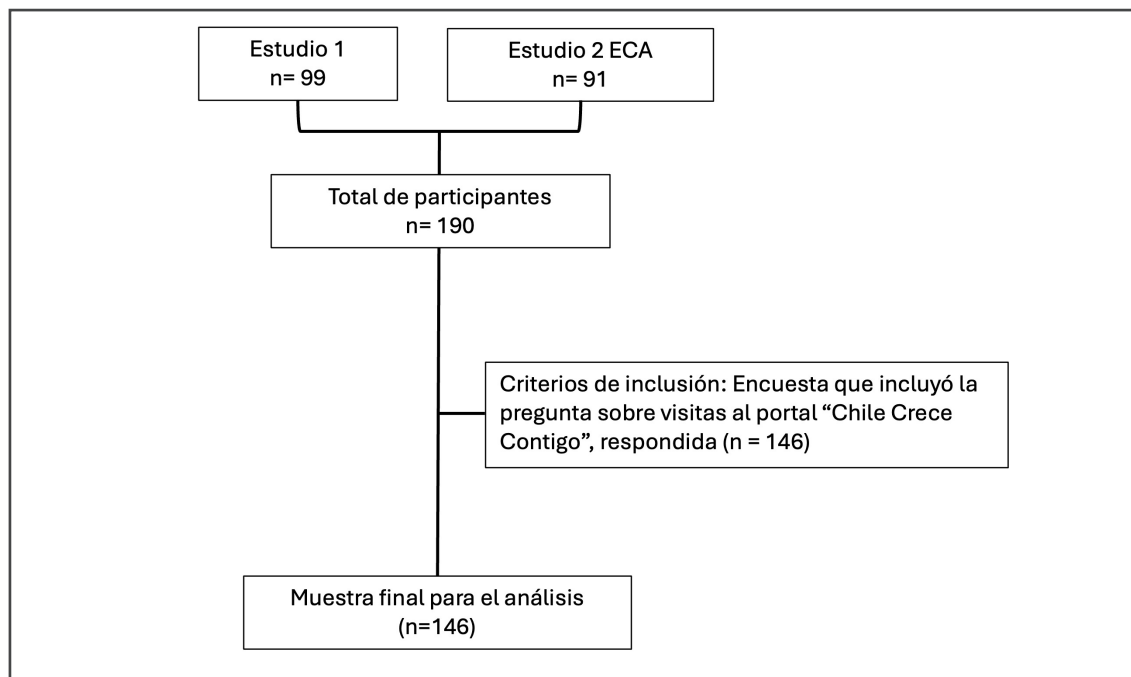 Estudio 1
n= 99
Estudio 2 ECA
n= 91
Total de participantes
n= 190
Criterios de inclusión: Encuesta que incluyó la
pregunta sobre visitas al portal “Chile Crece
Contigo”, respondida (n = 146)
Muestra final para el análisis
(n=146)